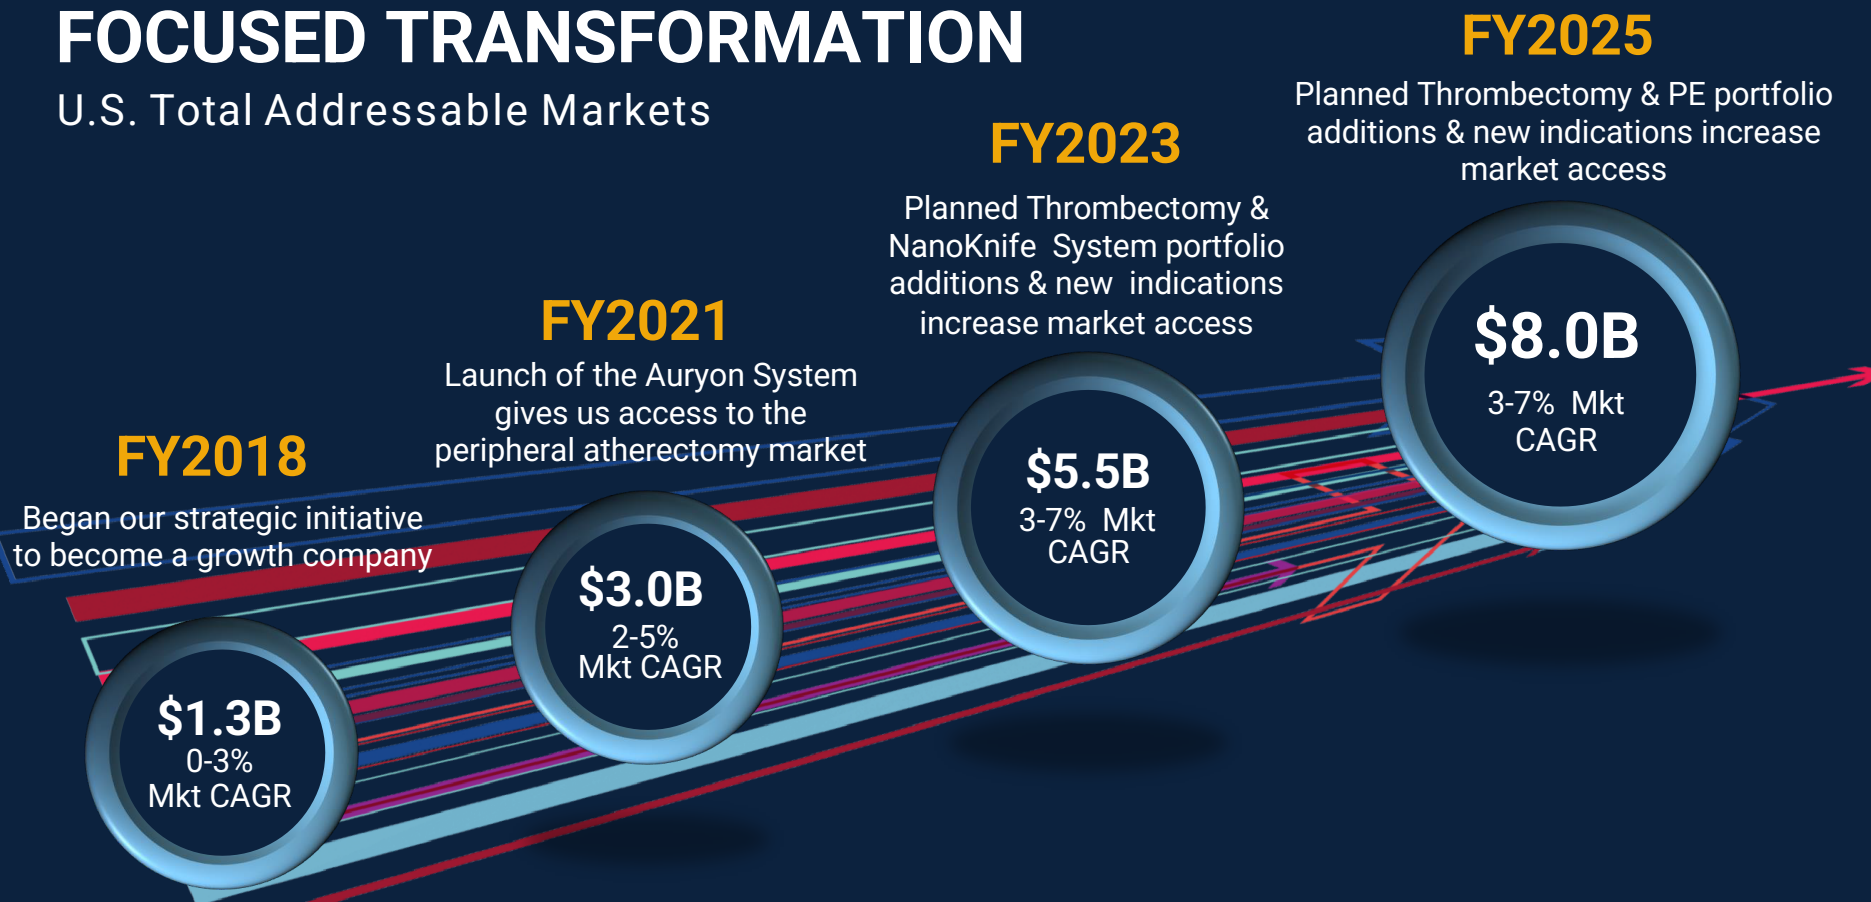 FOCUSED TRANSFORMATION
U.S. Total Addressable Markets
FY2018
Began our strategic initiative
to become a growth company
$1.3B
0-3%
Mkt CAGR
FY2021
Launch of the Auryon System
gives us access to the
peripheral atherectomy market
$3.0B
2-5%
Mkt CAGR
FY2023
Planned Thrombectomy &
NanoKnife System portfolio
additions & new indications
increase market access
$5.5B
3-7% Mkt
CAGR
FY2025
Planned Thrombectomy & PE portfolio
additions & new indications increase
market access
$8.0B
3-7% Mkt
CAGR